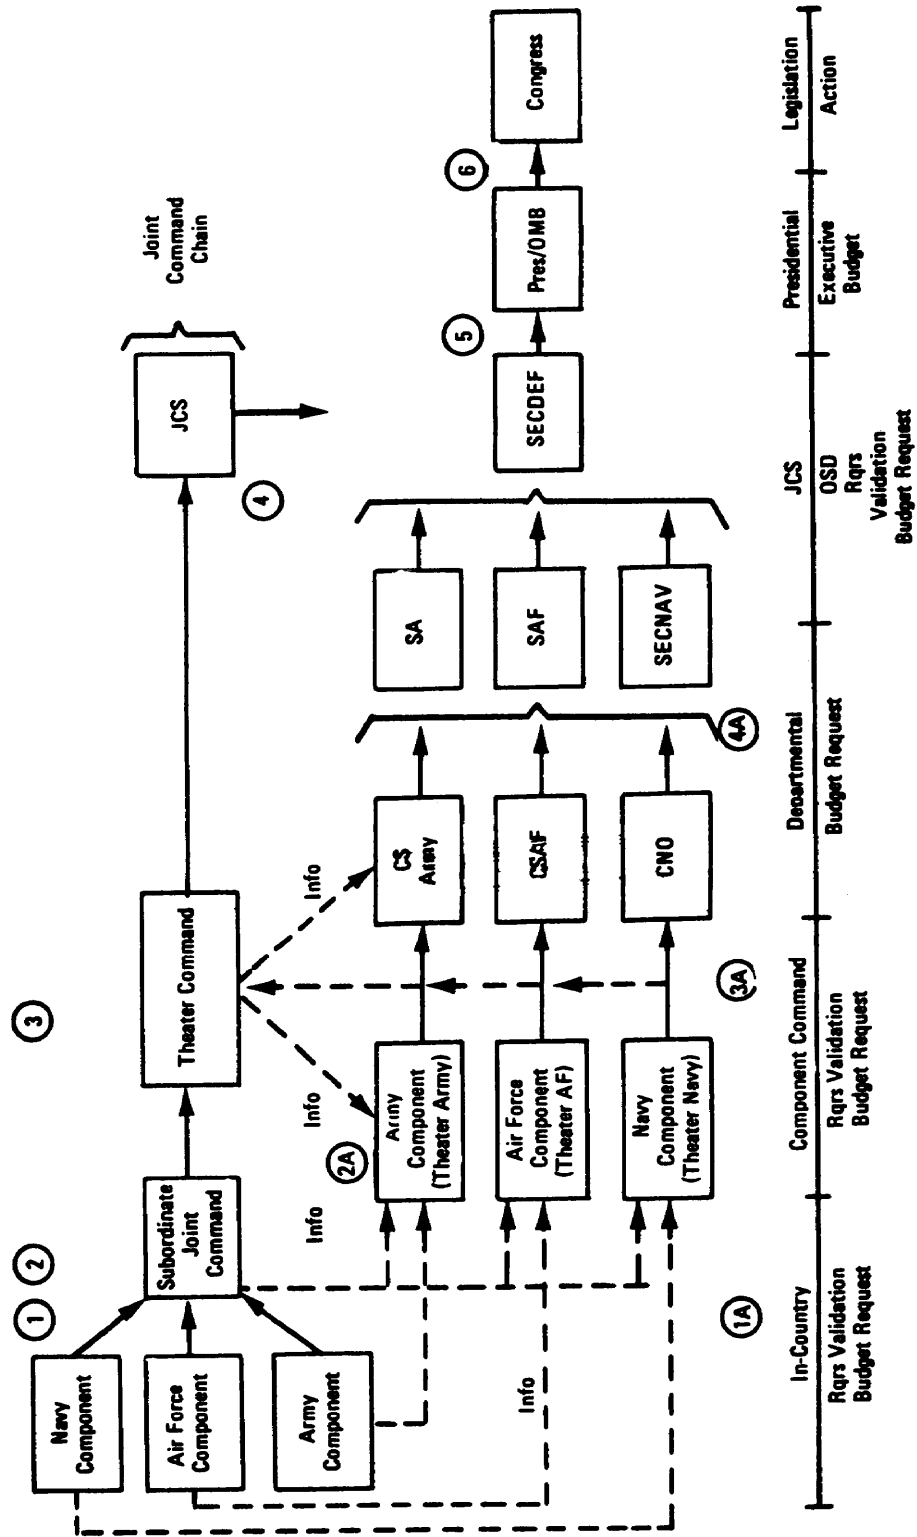 1
2
3
Navy
Component
Air Force
Component
Army
Component
Subordinate
Joint
Command
Theater Command
JCS
Joint
Command
Chain
4
Info
Info
Info
Info
2A
Army
Component
(Theater Army)
CS
Army
SA
Air Force
Component
(Theater AF)
CSAF
SAF
SECDEF
5
Pres/OMB
6
Congress
Navy
Component
(Theater Navy)
CNO
SECNAV
1A
3A
4A
In-Country
Rqrs Validation
Budget Request
Component Command
Rqrs Validation
Budget Request
Departmental
Budget Request
JCS
OSD
Rqrs
Validation
Budget Request
Presidential
Executive
Budget
Legislation
Action